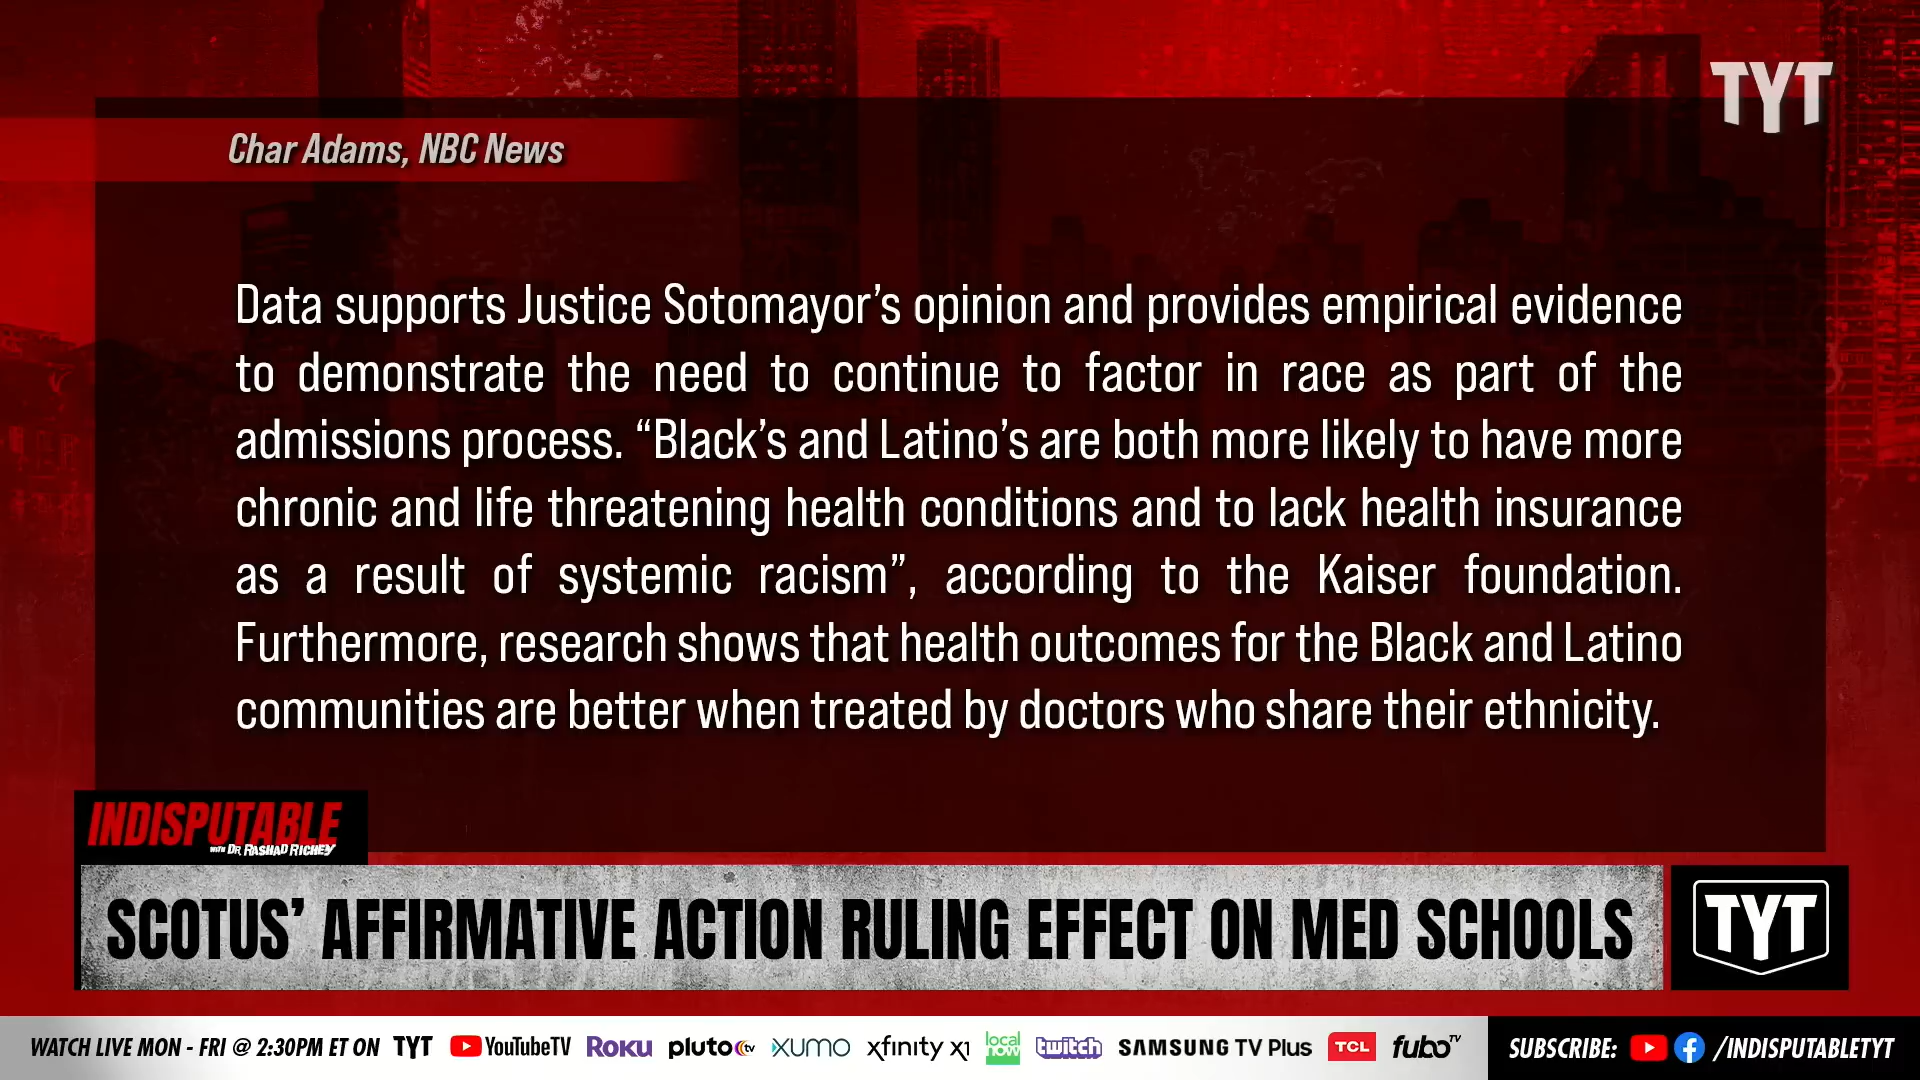 TYT
Char Adams, NBC News
Data supports Justice Sotomayor’s opinion and provides empirical evidence
to demonstrate the need to continue to factor in race as part of the
admissions process. “Black’s and Latino’s are both more likely to have more
chronic and life threatening health conditions and to lack health insurance
as a result of systemic racism”, according to the Kaiser foundation.
Furthermore, research shows that health outcomes for the Black and Latino
communities are better when treated by doctors who share their ethnicity.
INDISPUTABLE
WITH DR RASHAD RICHEY
SCOTUS’ AFFIRMATIVE ACTION RULING EFFECT ON MED SCHOOLS
TYT
WATCH LIVE MON - FRI @ 2:30PM ET ON TYT YouTubeTV ROKU pluto tv XUMO xfinity x1 local now twitch SAMSUNG TV Plus TCL fubo TV SUBSCRIBE: /INDISPUTABLETYT